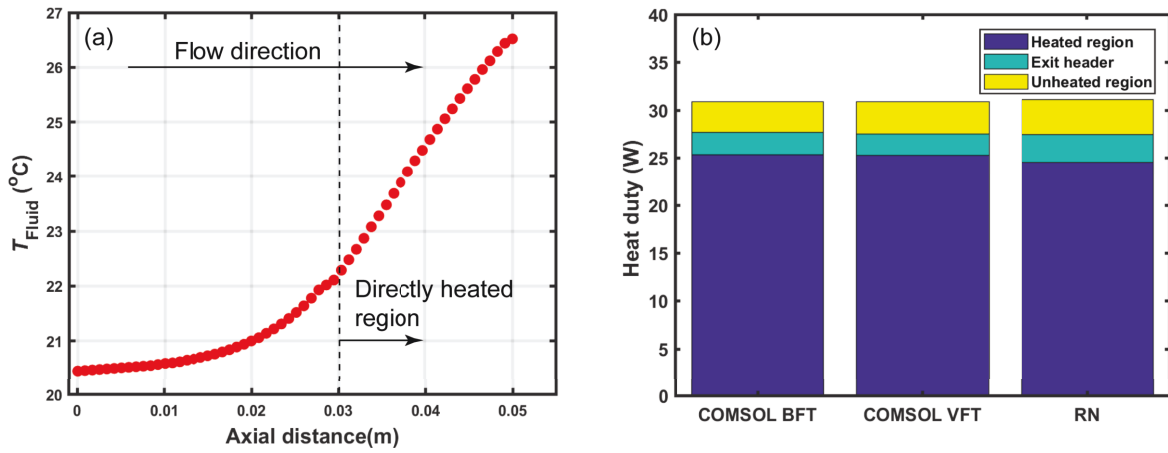 (a)
Flow direction
Directly heated
region
27
26
25
24
23
22
21
20
T_Fluid (°C)
0
0.01
0.02
0.03
0.04
0.05
Axial distance(m)
(b)
Heated region
Exit header
Unheated region
40
35
30
25
20
15
10
5
0
Heat duty (W)
COMSOL BFT
COMSOL VFT
RN